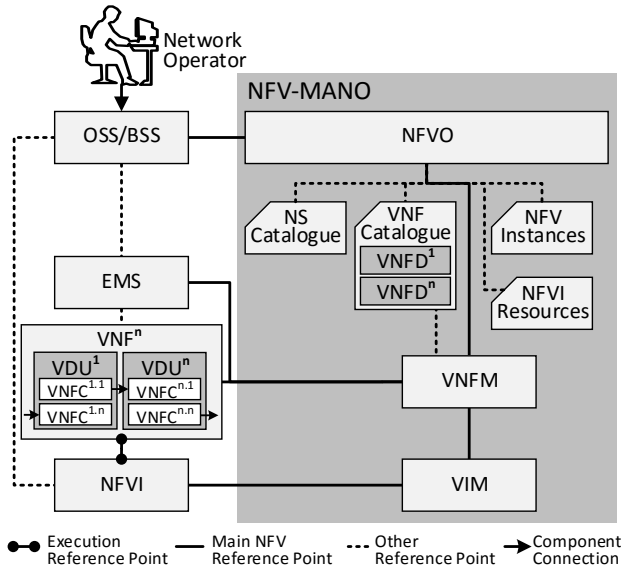 Network
Operator
NFV-MANO
OSS/BSS
NFVO
NS
Catalogue
VNF
Catalogue
VNFD¹
VNFDⁿ
NFV
Instances
NFVI
Resources
EMS
VNFⁿ
VDU¹
VNFC¹·¹
VNFC¹·ⁿ
VDUⁿ
VNFCⁿ·¹
VNFCⁿ·ⁿ
VNFM
NFVI
VIM
Execution
Reference Point
Main NFV
Reference Point
Other
Reference Point
Component
Connection